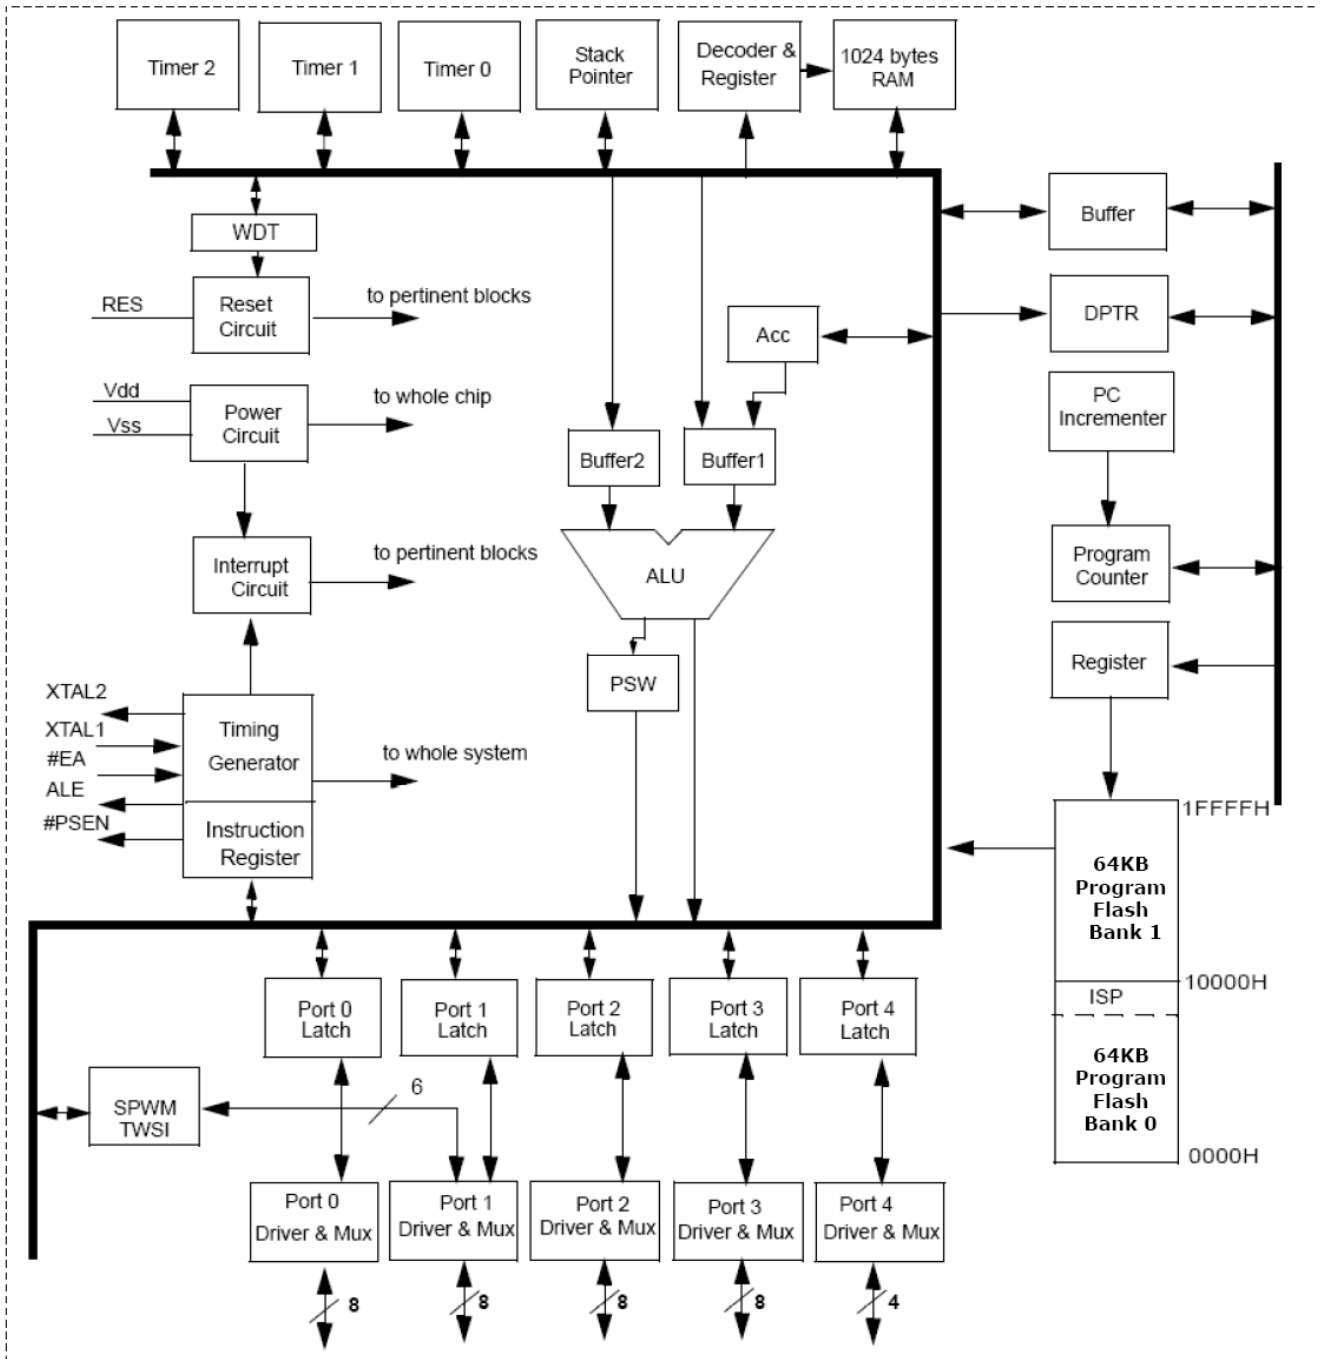 Timer 2
Timer 1
Timer 0
Stack
Pointer
Decoder &
Register
1024 bytes
RAM
WDT
RES
Reset
Circuit
to pertinent blocks
Buffer
DPTR
Acc
Vdd
Vss
Power
Circuit
to whole chip
PC
Incrementer
Buffer2
Buffer1
Interrupt
Circuit
to pertinent blocks
ALU
Program
Counter
PSW
Register
XTAL2
XTAL1
#EA
ALE
#PSEN
Timing
Generator
to whole system
Instruction
Register
1FFFFH
64KB
Program
Flash
Bank 1
10000H
ISP
64KB
Program
Flash
Bank 0
0000H
Port 0
Latch
Port 1
Latch
Port 2
Latch
Port 3
Latch
Port 4
Latch
SPWM
TWSI
6
Port 0
Driver & Mux
Port 1
Driver & Mux
Port 2
Driver & Mux
Port 3
Driver & Mux
Port 4
Driver & Mux
8
8
8
8
4